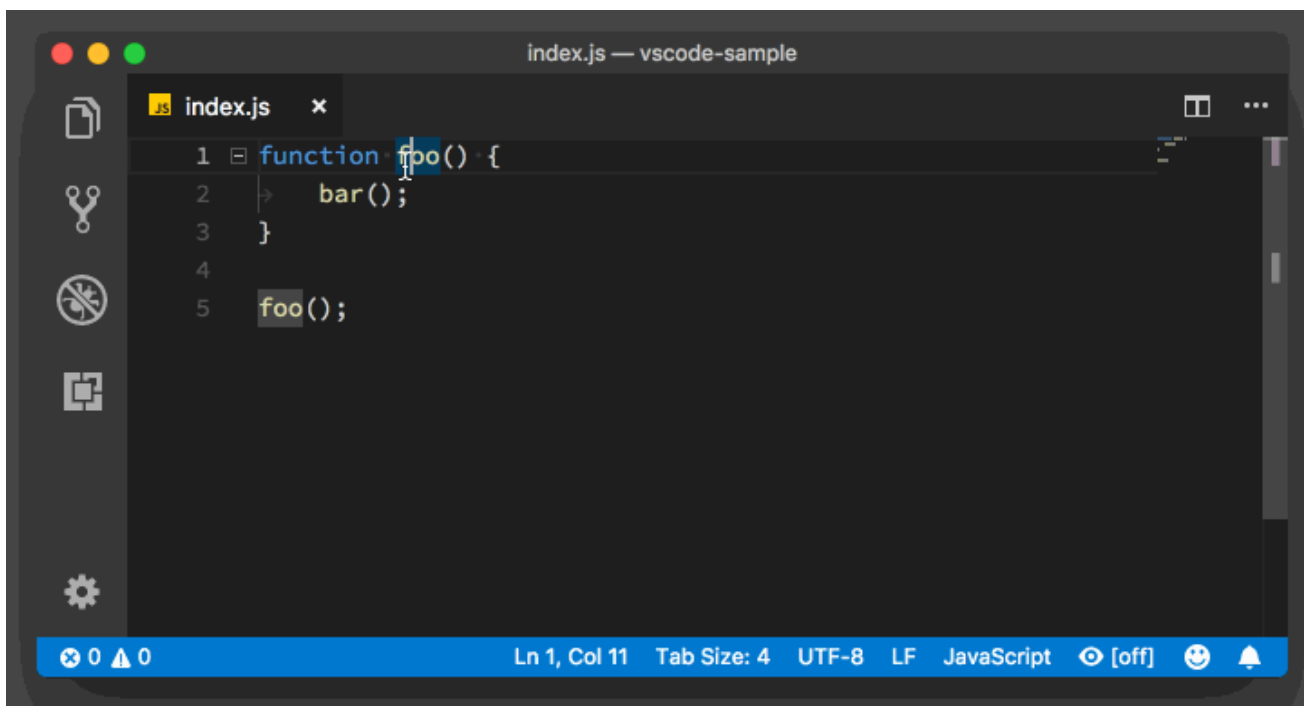 index.js — vscode-sample
JS index.js ×
1 function foo() {
2 bar();
3 }
4
5 foo();
0 0 Ln 1, Col 11 Tab Size: 4 UTF-8 LF JavaScript [off]